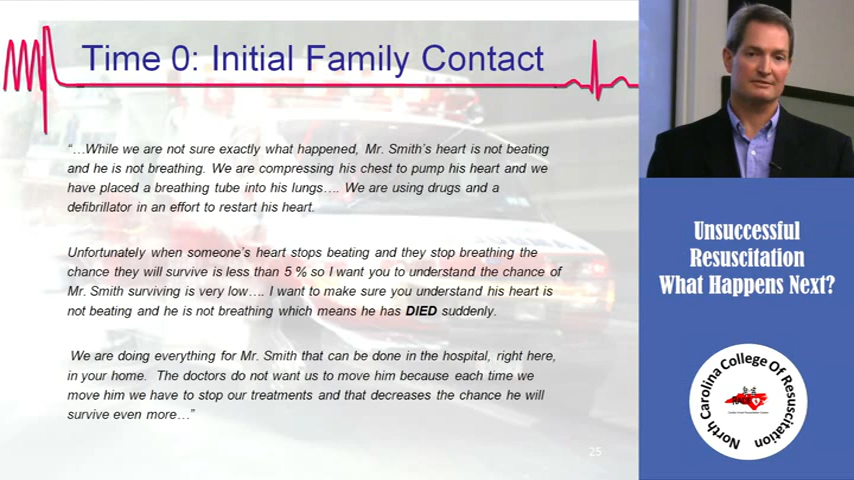 Time 0: Initial Family Contact
“…While we are not sure exactly what happened, Mr. Smith’s heart is not beating
and he is not breathing. We are compressing his chest to pump his heart and we
have placed a breathing tube into his lungs…. We are using drugs and a
defibrillator in an effort to restart his heart.
Unfortunately when someone’s heart stops beating and they stop breathing the
chance they will survive is less than 5 % so I want you to understand the chance of
Mr. Smith surviving is very low…. I want to make sure you understand his heart is
not beating and he is not breathing which means he has DIED suddenly.
We are doing everything for Mr. Smith that can be done in the hospital, right here,
in your home. The doctors do not want us to move him because each time we
move him we have to stop our treatments and that decreases the chance he will
survive even more…”
25
Unsuccessful
Resuscitation
What Happens Next?
North Carolina College Of Resuscitation